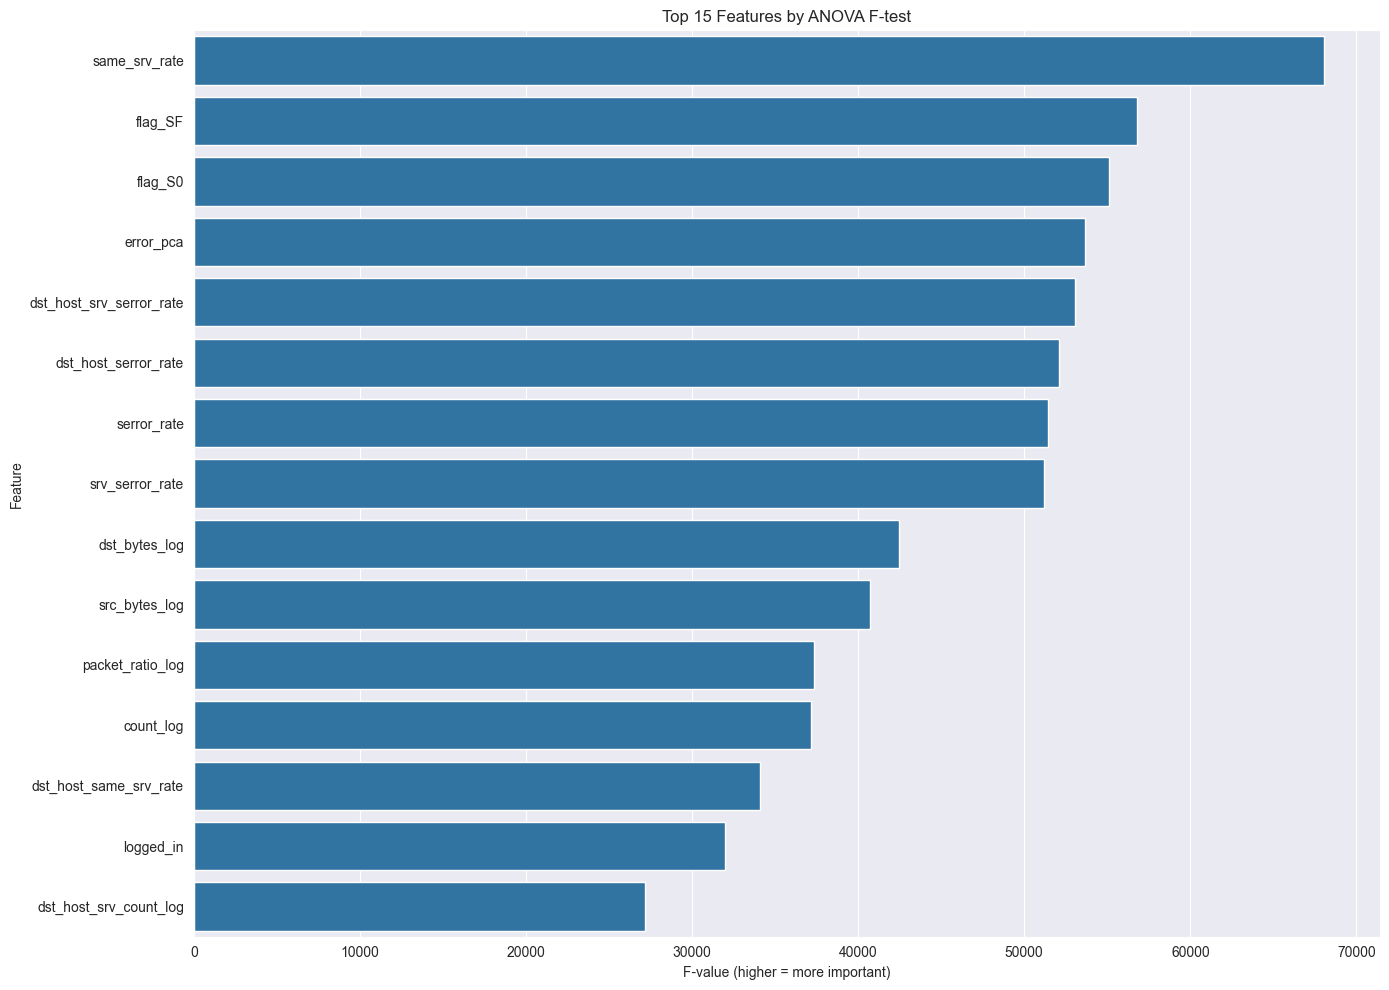 Top 15 Features by ANOVA F-test
Feature
same_srv_rate
flag_SF
flag_S0
error_pca
dst_host_srv_serror_rate
dst_host_serror_rate
serror_rate
srv_serror_rate
dst_bytes_log
src_bytes_log
packet_ratio_log
count_log
dst_host_same_srv_rate
logged_in
dst_host_srv_count_log
0 10000 20000 30000 40000 50000 60000 70000
F-value (higher = more important)